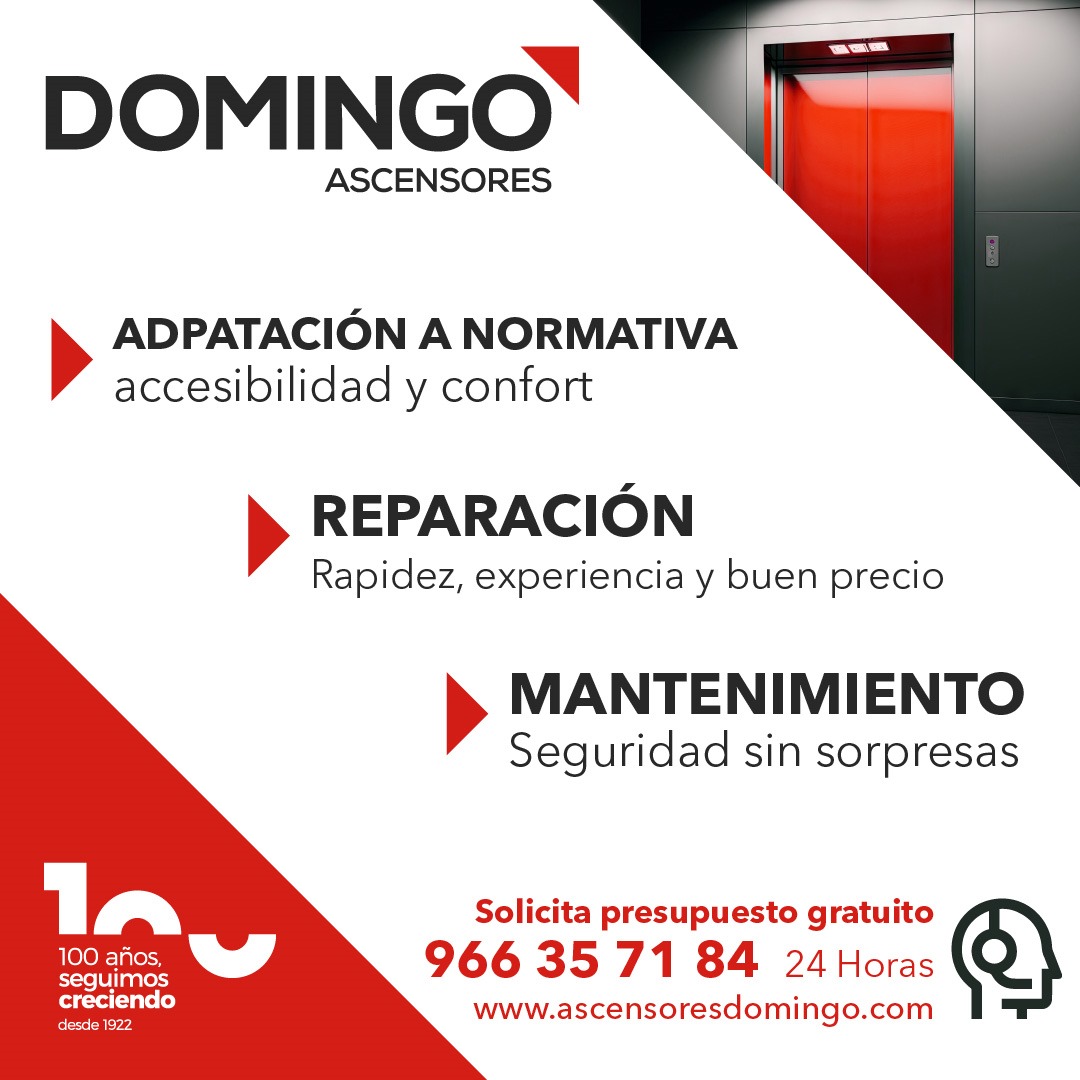 DOMINGO
ASCENSORES
ADPATACIÓN A NORMATIVA
accesibilidad y confort
REPARACIÓN
Rapidez, experiencia y buen precio
MANTENIMIENTO
Seguridad sin sorpresas
100
100 años,
seguimos
creciendo
desde 1922
Solicita presupuesto gratuito
966 35 71 84 24 Horas
www.ascensoresdomingo.com